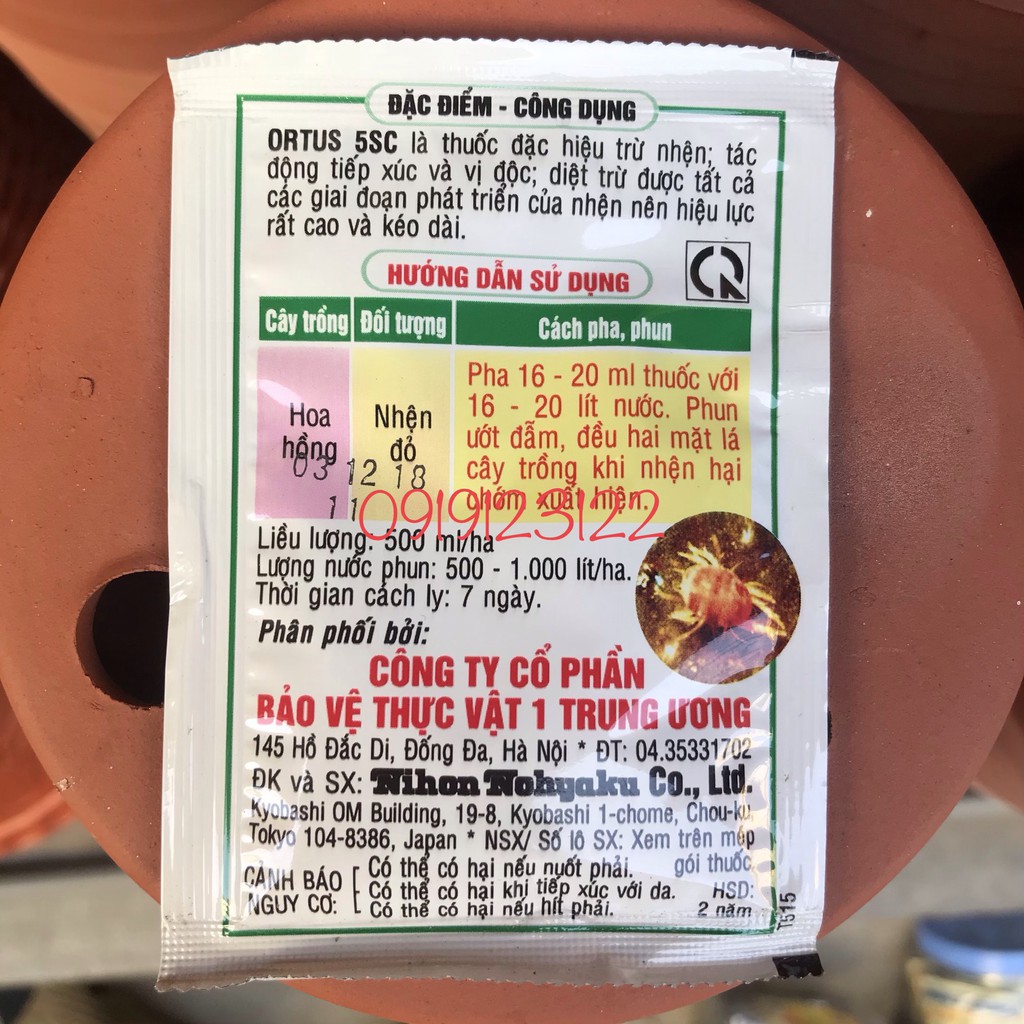 ĐẶC ĐIỂM - CÔNG DỤNG
ORTUS 5SC là thuốc đặc hiệu trừ nhện; tác
động tiếp xúc và vị độc; diệt trừ được tất cả
các giai đoạn phát triển của nhện nên hiệu lực
rất cao và kéo dài.
HƯỚNG DẪN SỬ DỤNG
Cây trồng Đối tượng Cách pha, phun
Hoa
hồng
Nhện
đỏ
Pha 16 - 20 ml thuốc với
16 - 20 lít nước. Phun
ướt đẫm, đều hai mặt lá
cây trồng khi nhện hại
chớm xuất hiện.
03 12 18
11
0919123122
Liều lượng: 500 ml/ha
Lượng nước phun: 500 - 1.000 lít/ha.
Thời gian cách ly: 7 ngày.
Phân phối bởi:
CÔNG TY CỔ PHẦN
BẢO VỆ THỰC VẬT 1 TRUNG ƯƠNG
145 Hồ Đắc Di, Đống Đa, Hà Nội * ĐT: 04.35331702
ĐK và SX: Nihon Nohyaku Co., Ltd.
Kyobashi OM Building, 19-8, Kyobashi 1-chome, Chou-ku,
Tokyo 104-8386, Japan * NSX/ Số lô SX: Xem trên mép
gói thuốc
CẢNH BÁO
NGUY CƠ:
Có thể có hại nếu nuốt phải.
Có thể có hại khi tiếp xúc với da.
Có thể có hại nếu hít phải.
HSD:
2 năm
T615